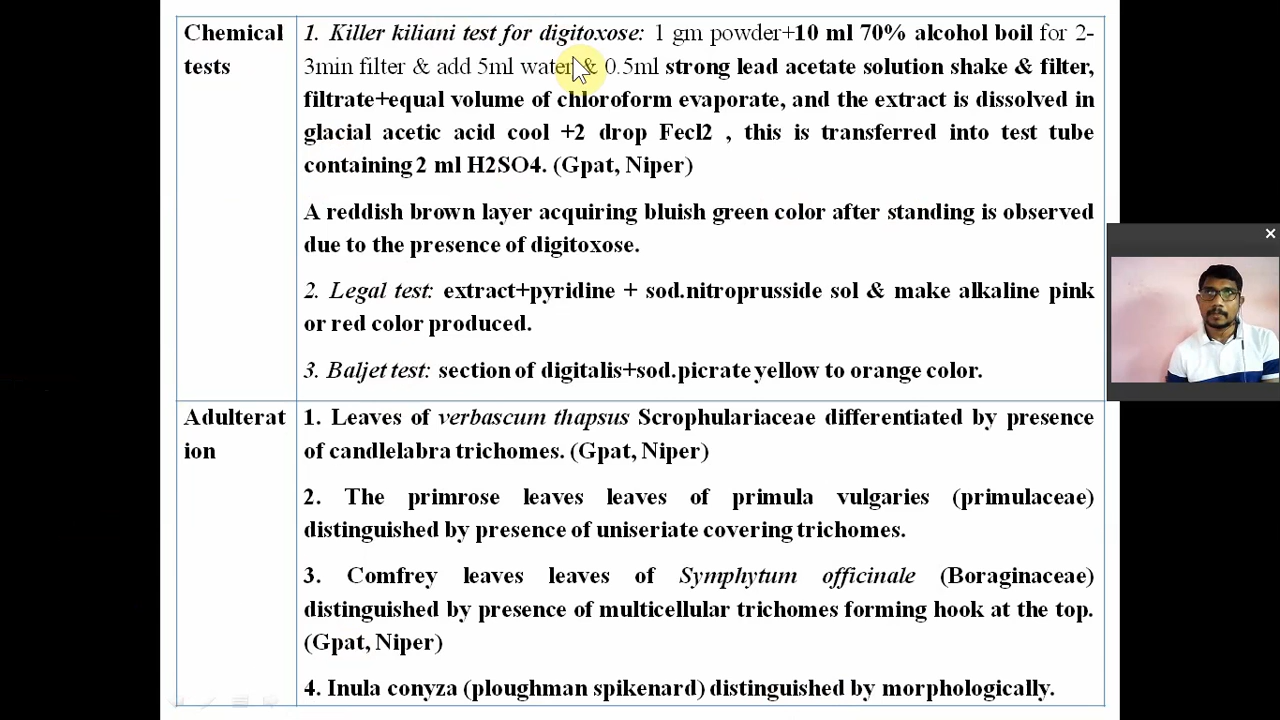 Chemical tests
1. Killer kiliani test for digitoxose: 1 gm powder+10 ml 70% alcohol boil for 2-
3min filter & add 5ml water & 0.5ml strong lead acetate solution shake & filter,
filtrate+equal volume of chloroform evaporate, and the extract is dissolved in
glacial acetic acid cool +2 drop Fecl2 , this is transferred into test tube
containing 2 ml H2SO4. (Gpat, Niper)
A reddish brown layer acquiring bluish green color after standing is observed
due to the presence of digitoxose.
2. Legal test: extract+pyridine + sod.nitroprusside sol & make alkaline pink
or red color produced.
3. Baljet test: section of digitalis+sod.picrate yellow to orange color.
Adulterat
ion
1. Leaves of verbascum thapsus Scrophulariaceae differentiated by presence
of candlelabra trichomes. (Gpat, Niper)
2. The primrose leaves leaves of primula vulgaries (primulaceae)
distinguished by presence of uniseriate covering trichomes.
3. Comfrey leaves leaves of Symphytum officinale (Boraginaceae)
distinguished by presence of multicellular trichomes forming hook at the top.
(Gpat, Niper)
4. Inula conyza (ploughman spikenard) distinguished by morphologically.